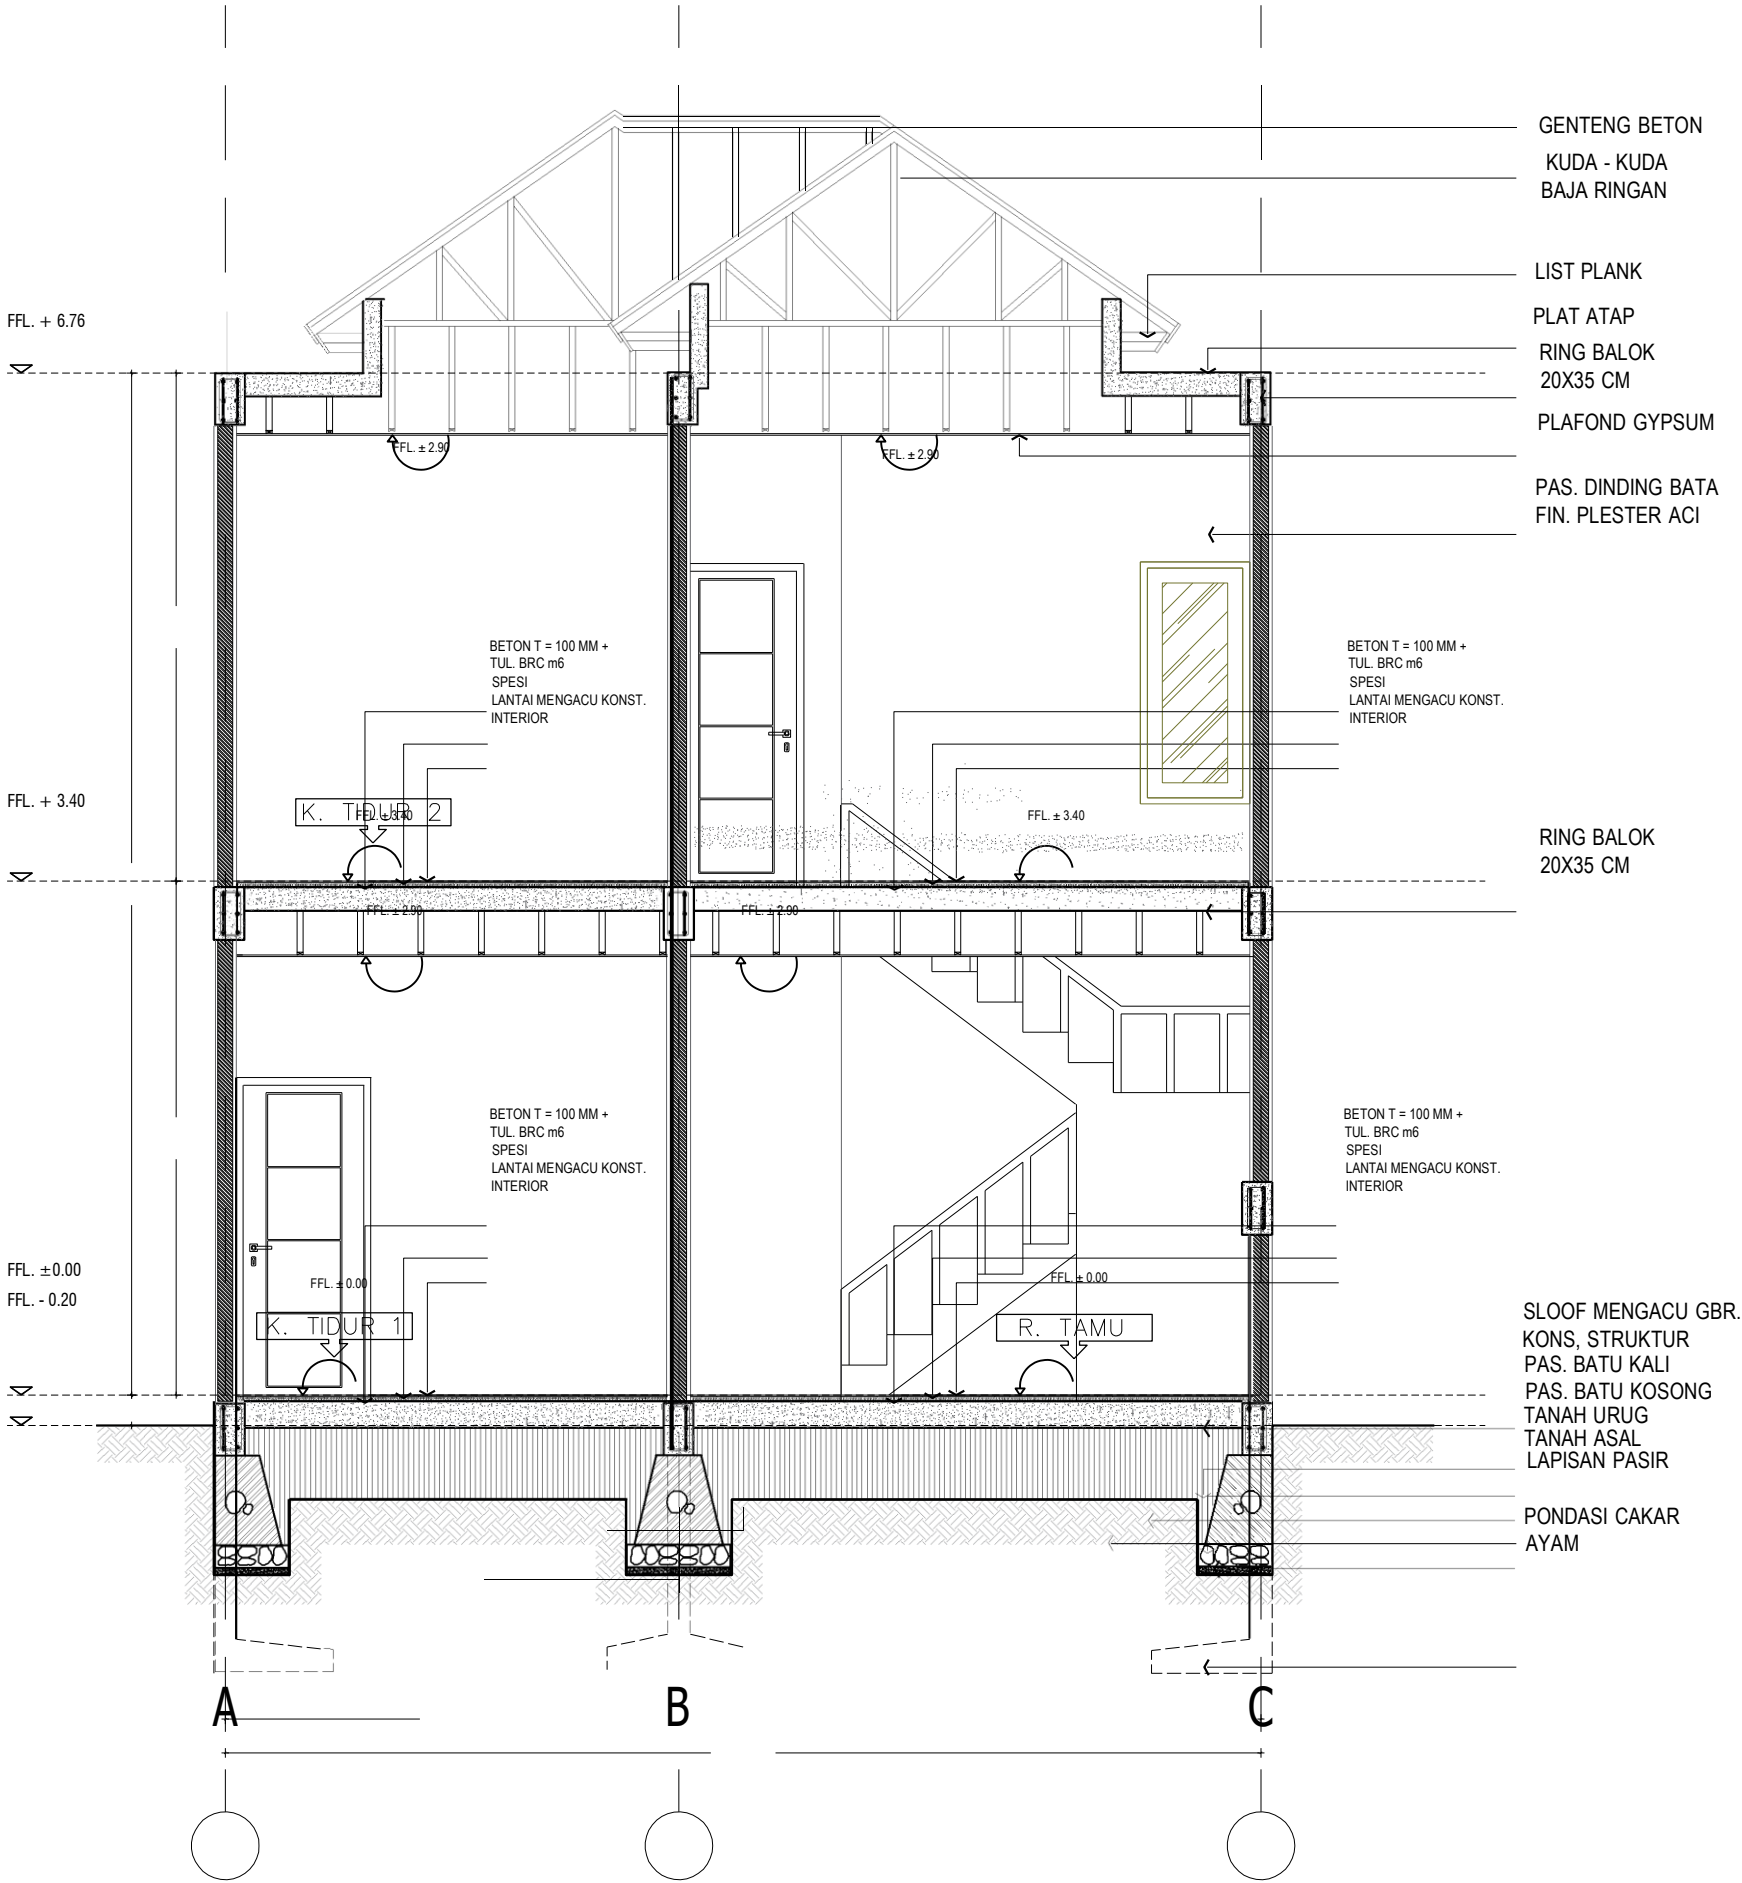 GENTENG BETON
KUDA - KUDA
BAJA RINGAN
LIST PLANK
FFL. + 6.76
PLAT ATAP
RING BALOK
20X35 CM
PLAFOND GYPSUM
FFL. ± 2.90
FFL. ± 2.90
PAS. DINDING BATA
FIN. PLESTER ACI
BETON T = 100 MM +
TUL. BRC m6
SPESI
LANTAI MENGACU KONST.
INTERIOR
BETON T = 100 MM +
TUL. BRC m6
SPESI
LANTAI MENGACU KONST.
INTERIOR
FFL. + 3.40
K. TIDUR 2
FFL. ± 3.40
FFL. ± 3.40
RING BALOK
20X35 CM
FFL. ± 2.90
FFL. ± 2.90
BETON T = 100 MM +
TUL. BRC m6
SPESI
LANTAI MENGACU KONST.
INTERIOR
BETON T = 100 MM +
TUL. BRC m6
SPESI
LANTAI MENGACU KONST.
INTERIOR
FFL. ±0.00
FFL. - 0.20
FFL. ± 0.00
FFL. ± 0.00
K. TIDUR 1
R. TAMU
SLOOF MENGACU GBR.
KONS, STRUKTUR
PAS. BATU KALI
PAS. BATU KOSONG
TANAH URUG
TANAH ASAL
LAPISAN PASIR
PONDASI CAKAR
AYAM
A
B
C